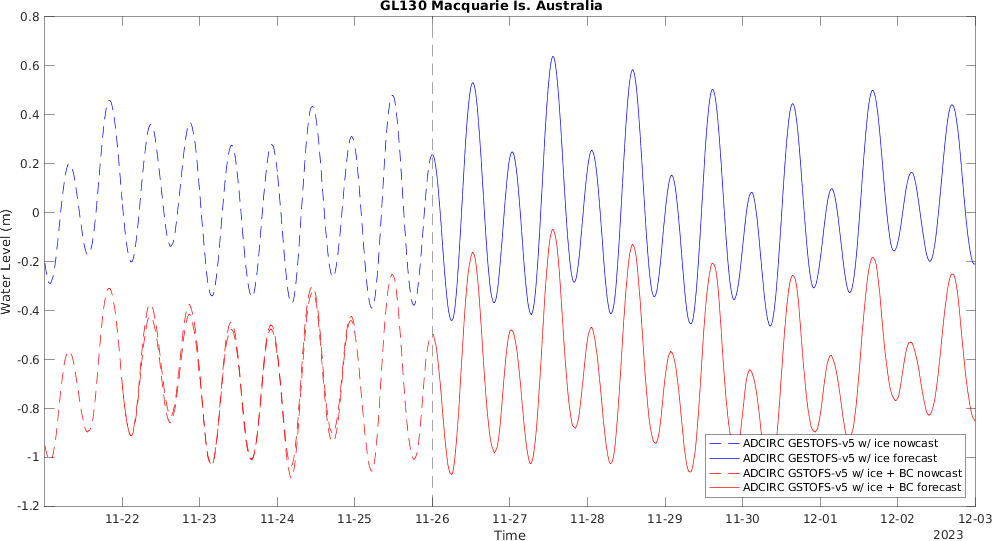 GL130 Macquarie Is. Australia
0.8
0.6
0.4
0.2
0
-0.2
-0.4
-0.6
-0.8
-1
-1.2
Water Level (m)
ADCIRC GESTOFS-v5 w/ ice nowcast
ADCIRC GESTOFS-v5 w/ ice forecast
ADCIRC GSTOFS-v5 w/ ice + BC nowcast
ADCIRC GSTOFS-v5 w/ ice + BC forecast
11-22 11-23 11-24 11-25 11-26 11-27 11-28 11-29 11-30 12-01 12-02 12-03
Time
2023